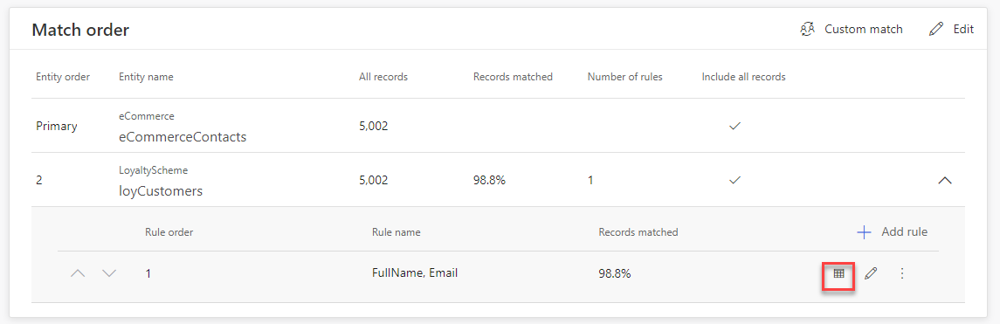 Match order
Custom match
Edit
Entity order Entity name All records Records matched Number of rules Include all records
eCommerce
Primary eCommerceContacts 5,002
LoyaltyScheme
2 loyCustomers 5,002 98.8% 1
Rule order Rule name Records matched Add rule
1 FullName, Email 98.8%